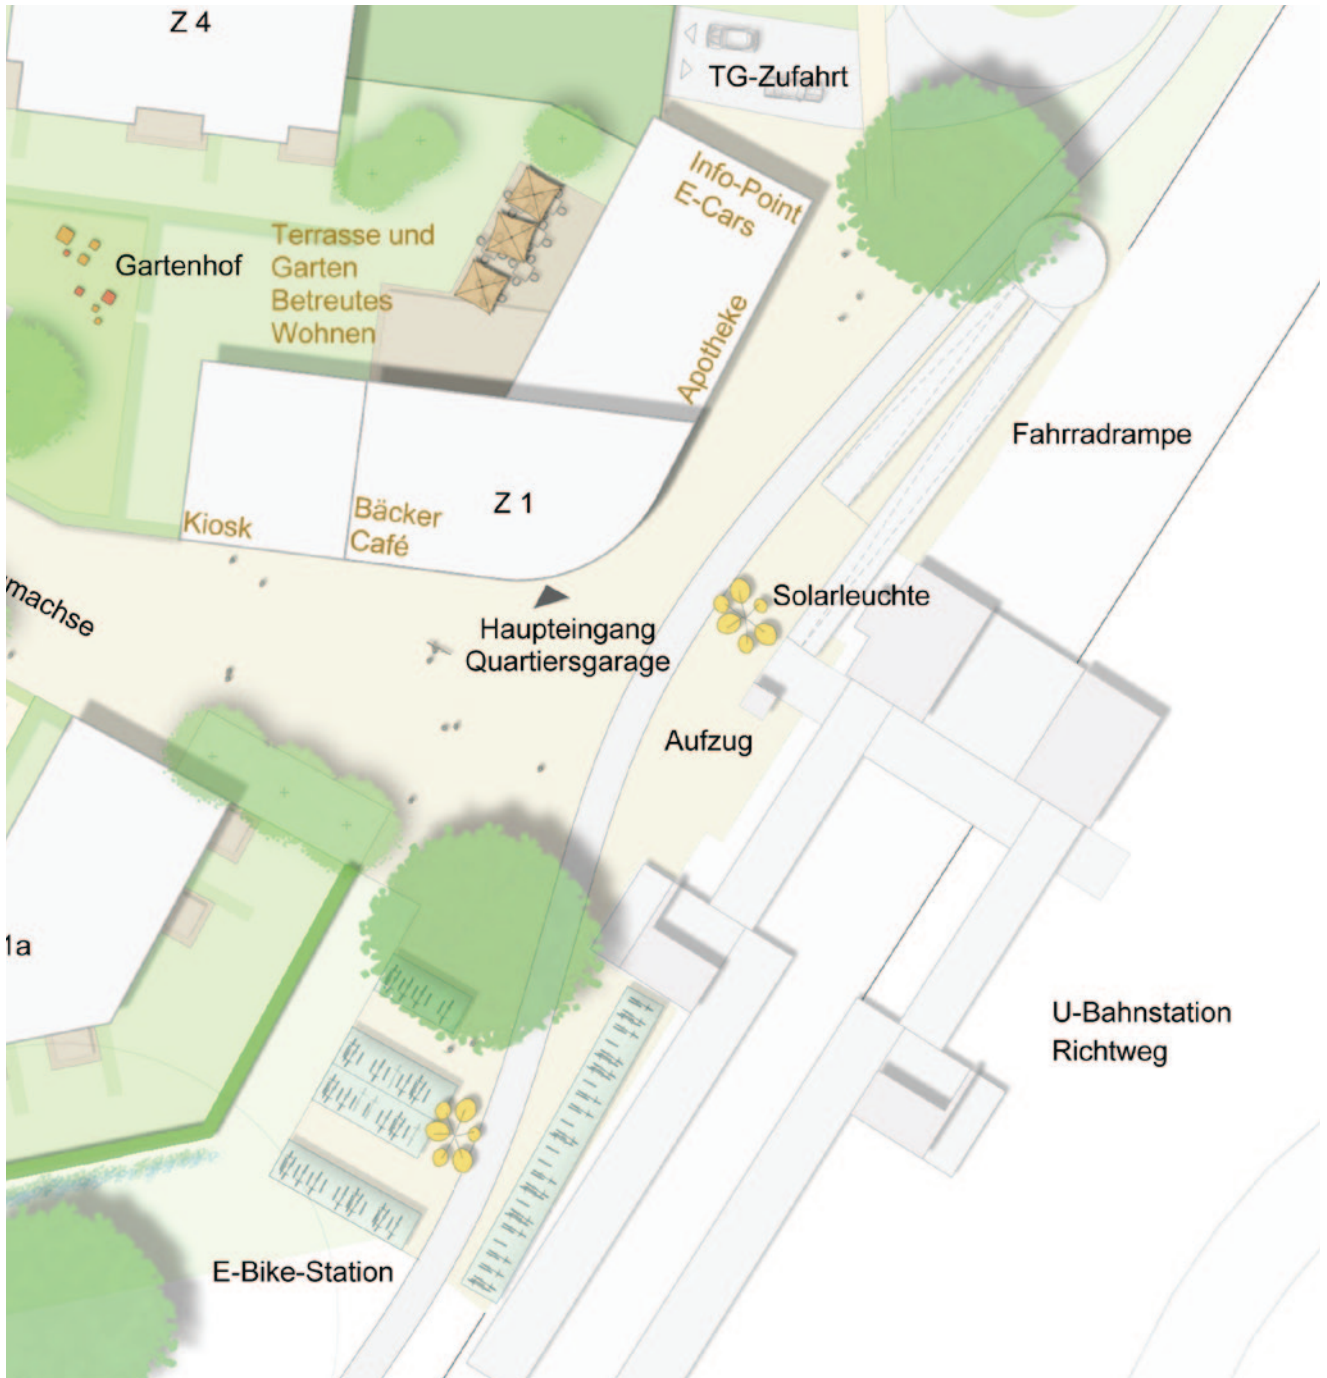 Z 4
TG-Zufahrt
Info-Point
E-Cars
Terrasse und
Garten
Betreutes
Wohnen
Gartenhof
Apotheke
Fahrradrampe
Kiosk
Bäcker
Café
Z 1
Solarleuchte
Haupteingang
Quartiersgarage
machse
Aufzug
1a
U-Bahnstation
Richtweg
E-Bike-Station